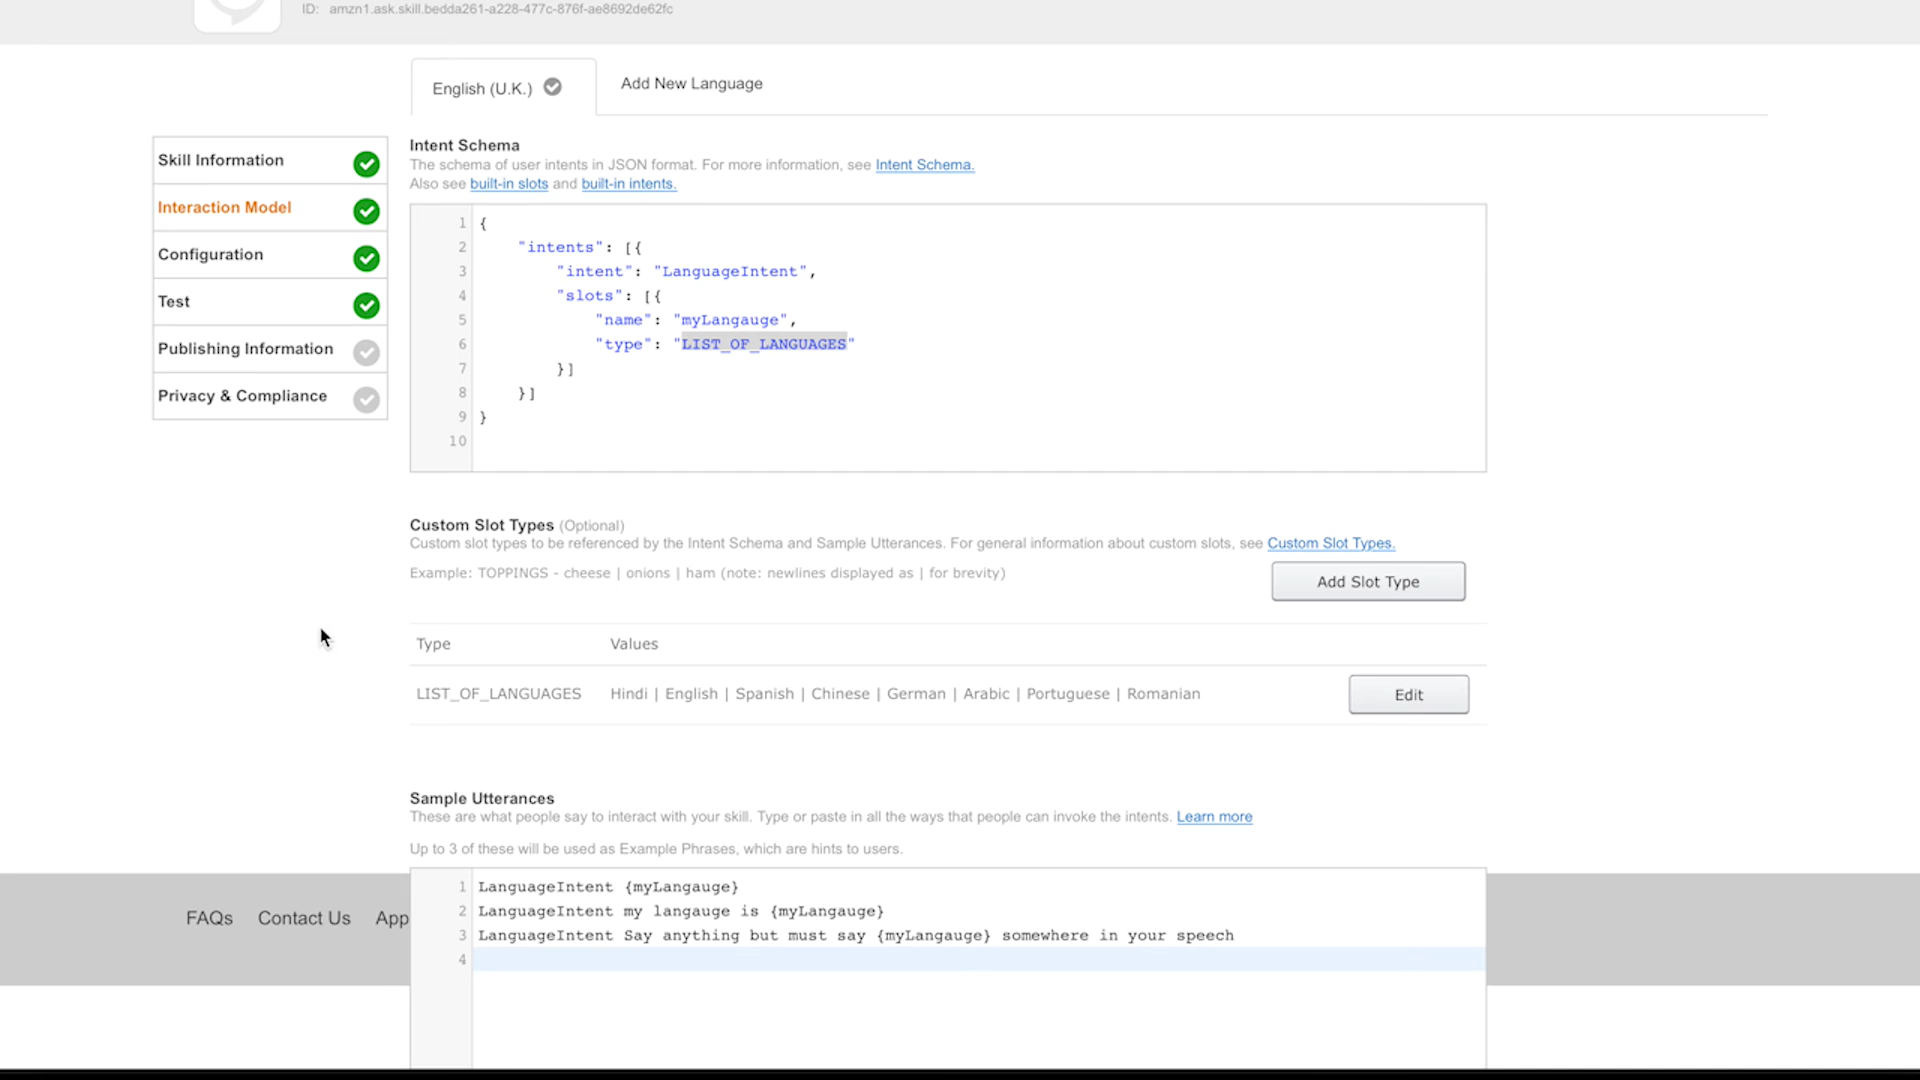 ID: amzn1.ask.skill.bedda261-a228-477c-876f-ae8692de62fc
English (U.K.)
Add New Language
Skill Information
Interaction Model
Configuration
Test
Publishing Information
Privacy & Compliance
Intent Schema
The schema of user intents in JSON format. For more information, see Intent Schema.
Also see built-in slots and built-in intents.
1 {
2 "intents": [{
3 "intent": "LanguageIntent",
4 "slots": [{
5 "name": "myLangauge",
6 "type": "LIST_OF_LANGUAGES"
7 }]
8 }]
9 }
10
Custom Slot Types (Optional)
Custom slot types to be referenced by the Intent Schema and Sample Utterances. For general information about custom slots, see Custom Slot Types.
Example: TOPPINGS - cheese | onions | ham (note: newlines displayed as | for brevity)
Add Slot Type
Type Values
LIST_OF_LANGUAGES Hindi | English | Spanish | Chinese | German | Arabic | Portuguese | Romanian
Edit
Sample Utterances
These are what people say to interact with your skill. Type or paste in all the ways that people can invoke the intents. Learn more
Up to 3 of these will be used as Example Phrases, which are hints to users.
1 LanguageIntent {myLangauge}
2 LanguageIntent my langauge is {myLangauge}
3 LanguageIntent Say anything but must say {myLangauge} somewhere in your speech
4
FAQs Contact Us App